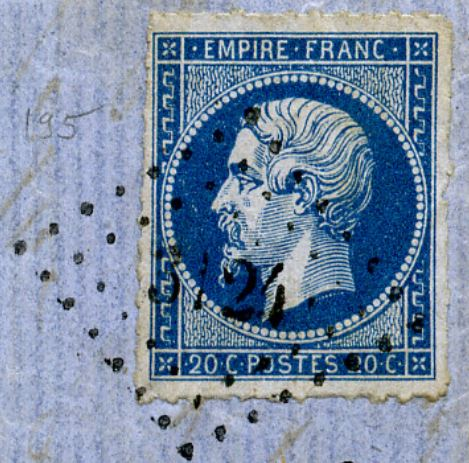 · EMPIRE · FRANC ·
195
20 C · POSTES 20 · C ·